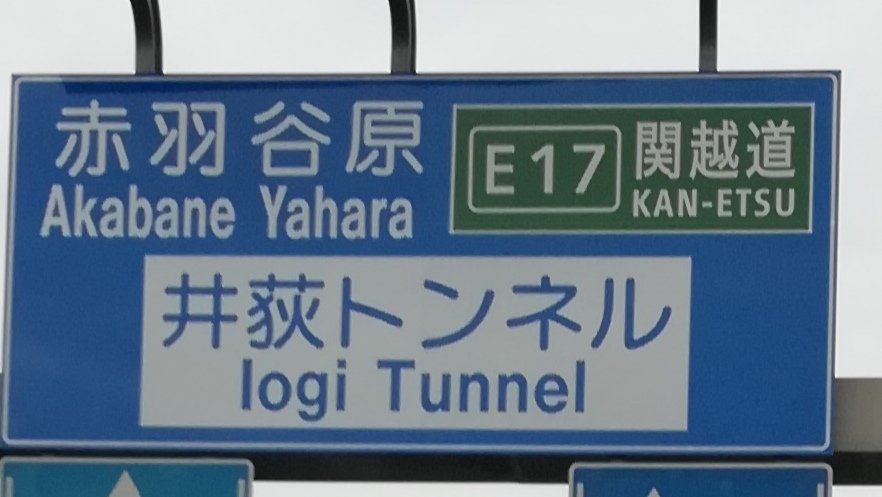 赤羽 谷原
Akabane Yahara
E17 関越道
KAN-ETSU
井荻トンネル
Iogi Tunnel